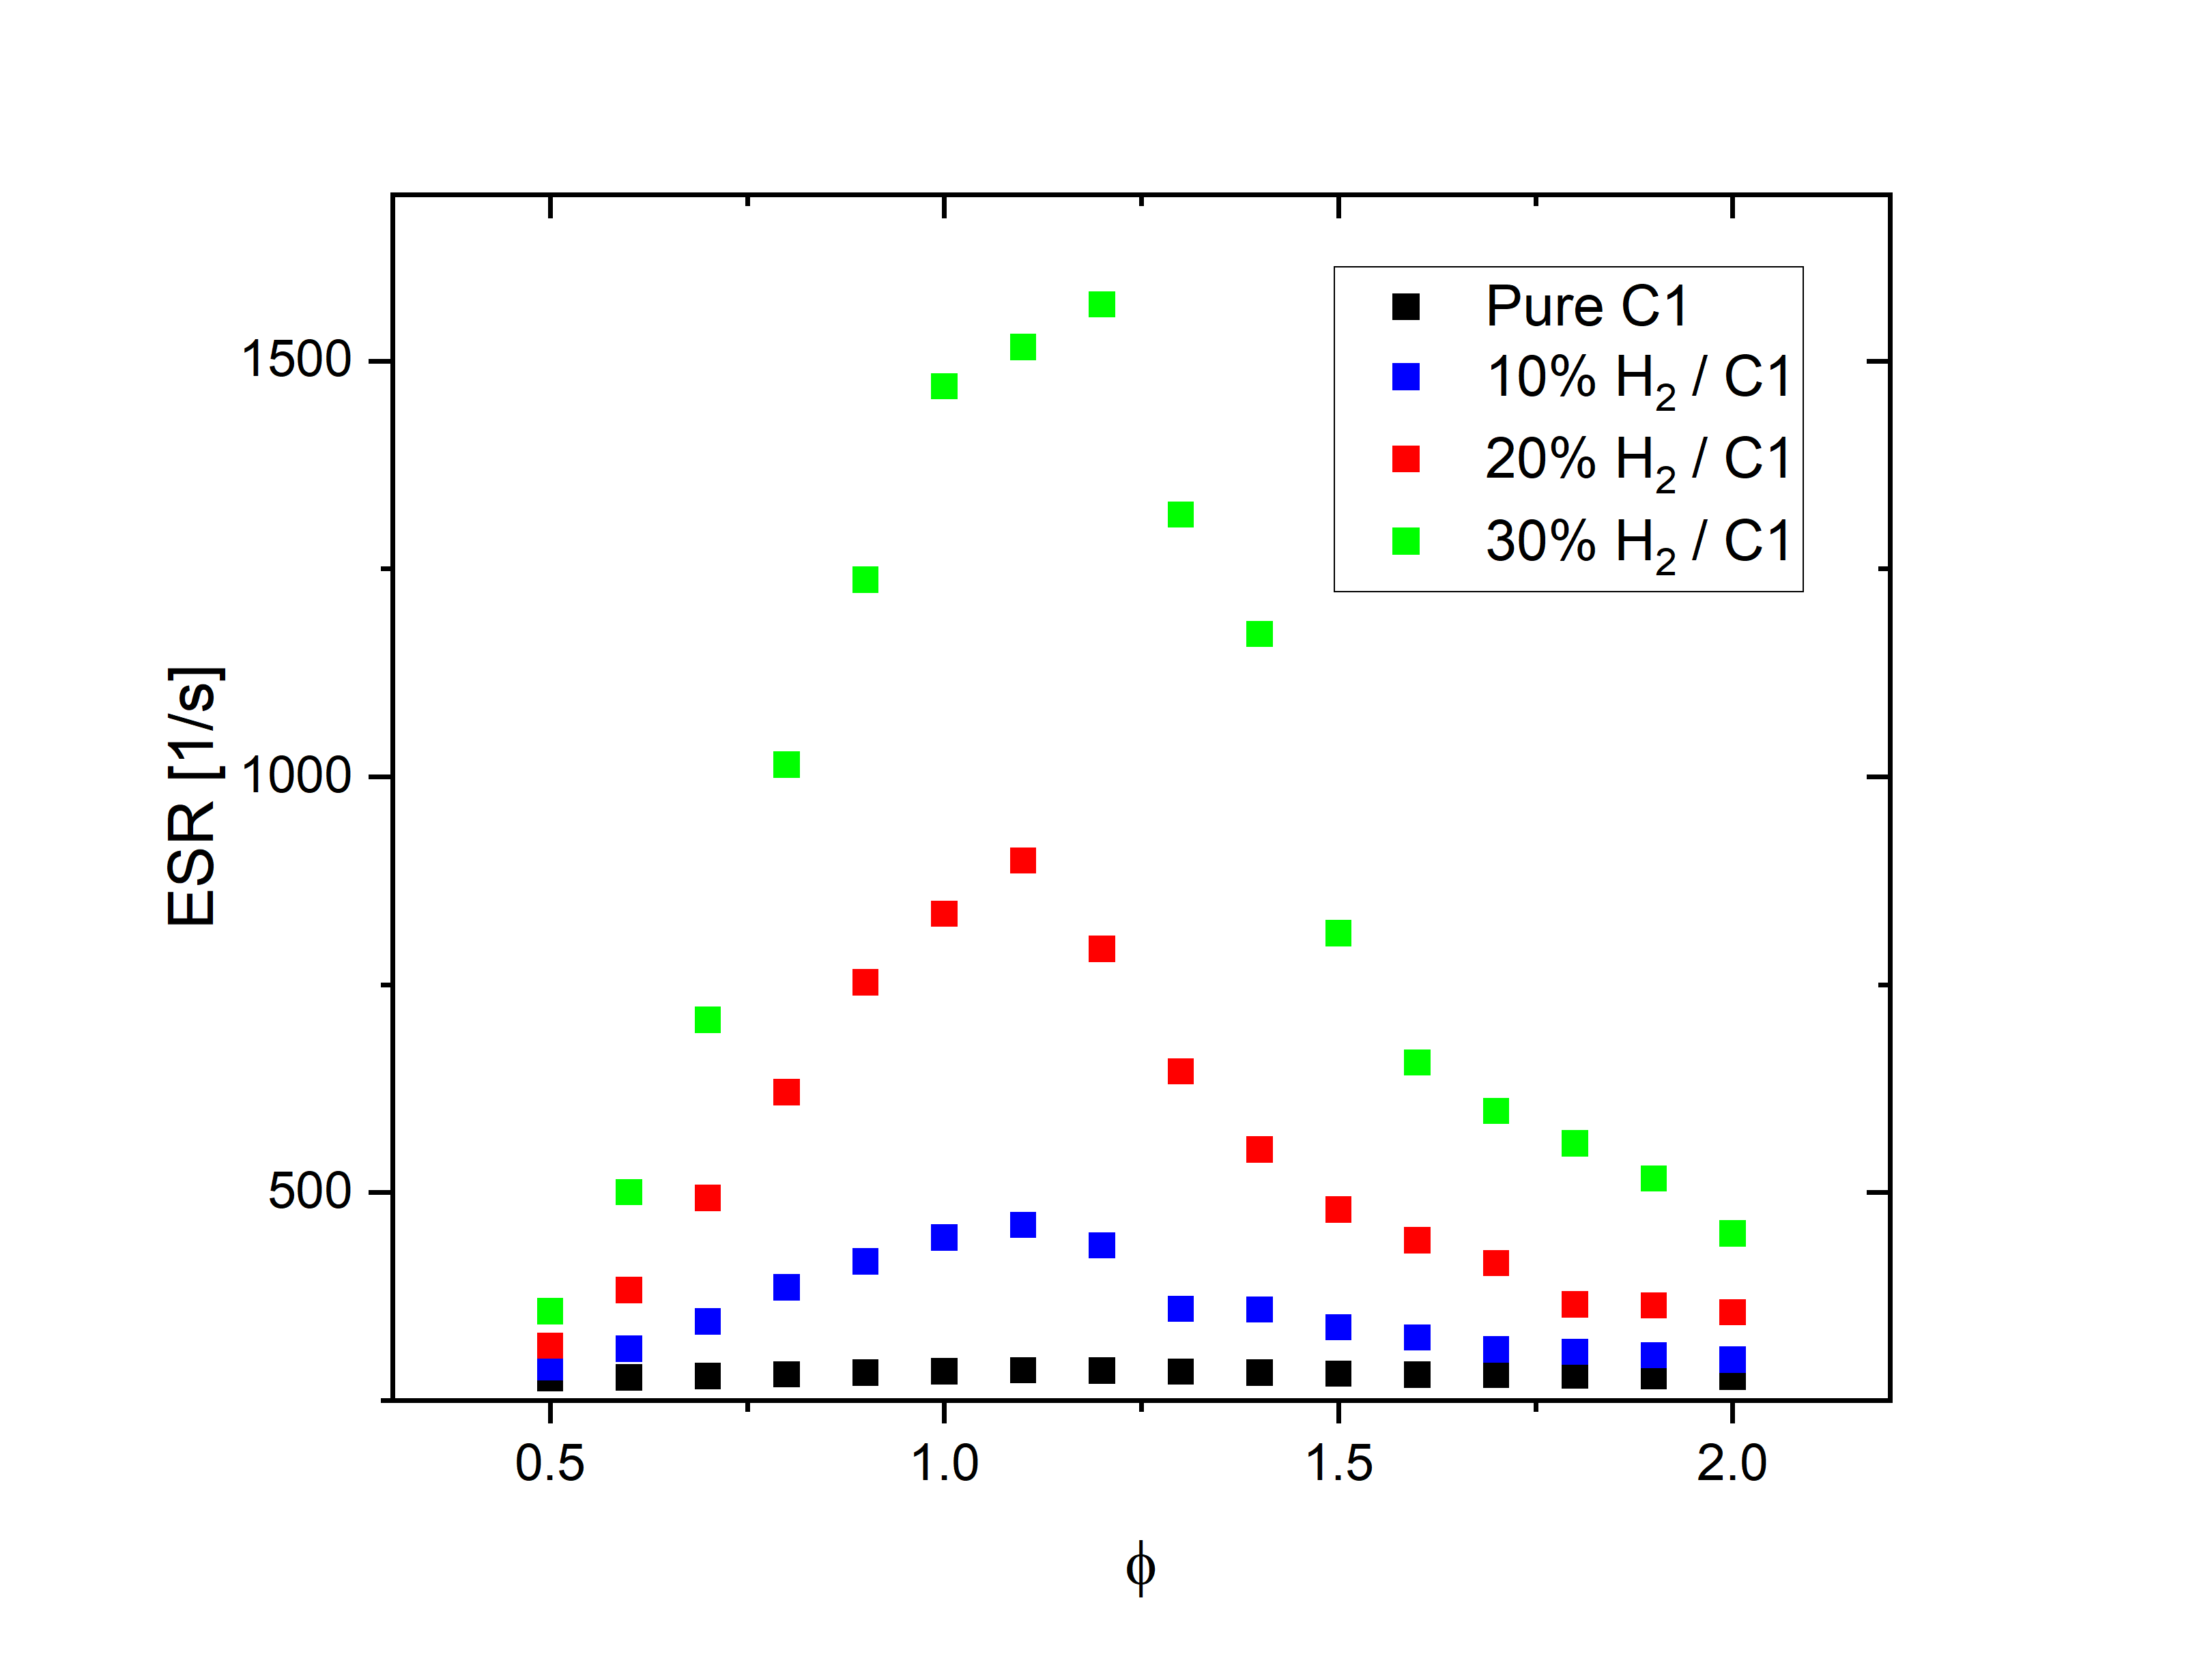 Pure C1
10% H₂ / C1
20% H₂ / C1
30% H₂ / C1
1500
1000
500
ESR [1/s]
0.5 1.0 1.5 2.0
ϕ